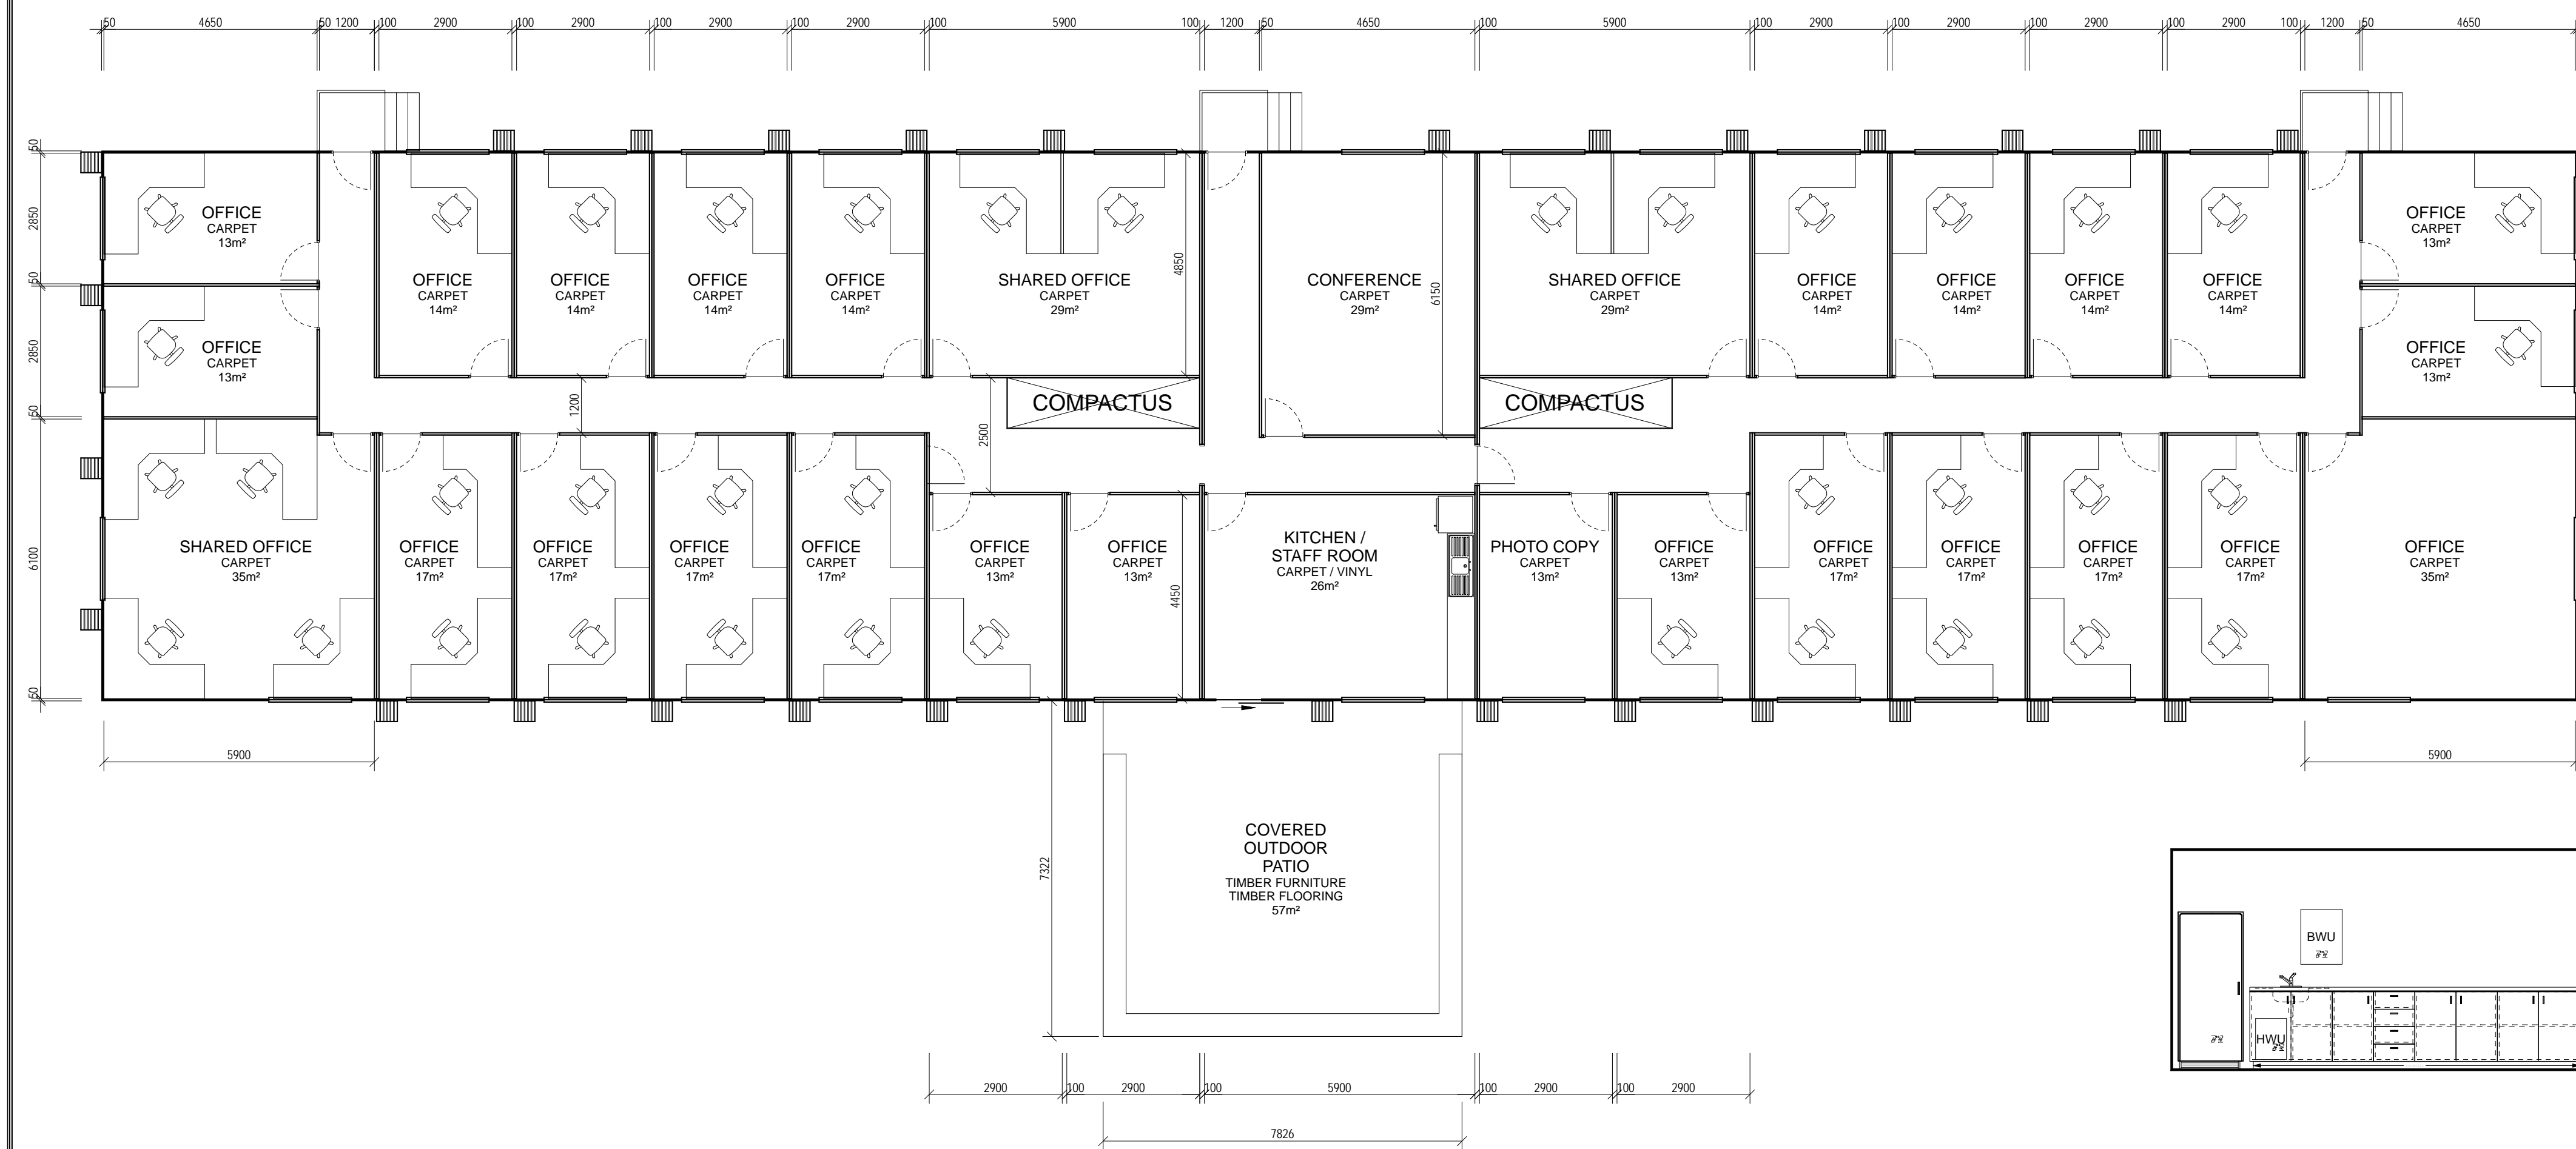 50 4650 50 1200 100 2900 100 2900 100 2900 100 2900 100 5900 100 1200 50 4650 100 5900 100 2900 100 2900 100 2900 100 2900 100 1200 50 4650
50
2850
50
2850
50
6100
50
OFFICE
CARPET
13m²
OFFICE
CARPET
13m²
OFFICE
CARPET
14m²
OFFICE
CARPET
14m²
OFFICE
CARPET
14m²
OFFICE
CARPET
14m²
SHARED OFFICE
CARPET
29m²
4850
CONFERENCE
CARPET
29m²
6150
SHARED OFFICE
CARPET
29m²
OFFICE
CARPET
14m²
OFFICE
CARPET
14m²
OFFICE
CARPET
14m²
OFFICE
CARPET
14m²
OFFICE
CARPET
13m²
OFFICE
CARPET
13m²
1200
2500
COMPACTUS
COMPACTUS
SHARED OFFICE
CARPET
35m²
OFFICE
CARPET
17m²
OFFICE
CARPET
17m²
OFFICE
CARPET
17m²
OFFICE
CARPET
17m²
OFFICE
CARPET
13m²
OFFICE
CARPET
13m²
4450
KITCHEN /
STAFF ROOM
CARPET / VINYL
26m²
PHOTO COPY
CARPET
13m²
OFFICE
CARPET
13m²
OFFICE
CARPET
17m²
OFFICE
CARPET
17m²
OFFICE
CARPET
17m²
OFFICE
CARPET
17m²
OFFICE
CARPET
35m²
5900
5900
7322
COVERED
OUTDOOR
PATIO
TIMBER FURNITURE
TIMBER FLOORING
57m²
BWU
HWU
2900 100 2900 100 5900 100 2900 100 2900
7826